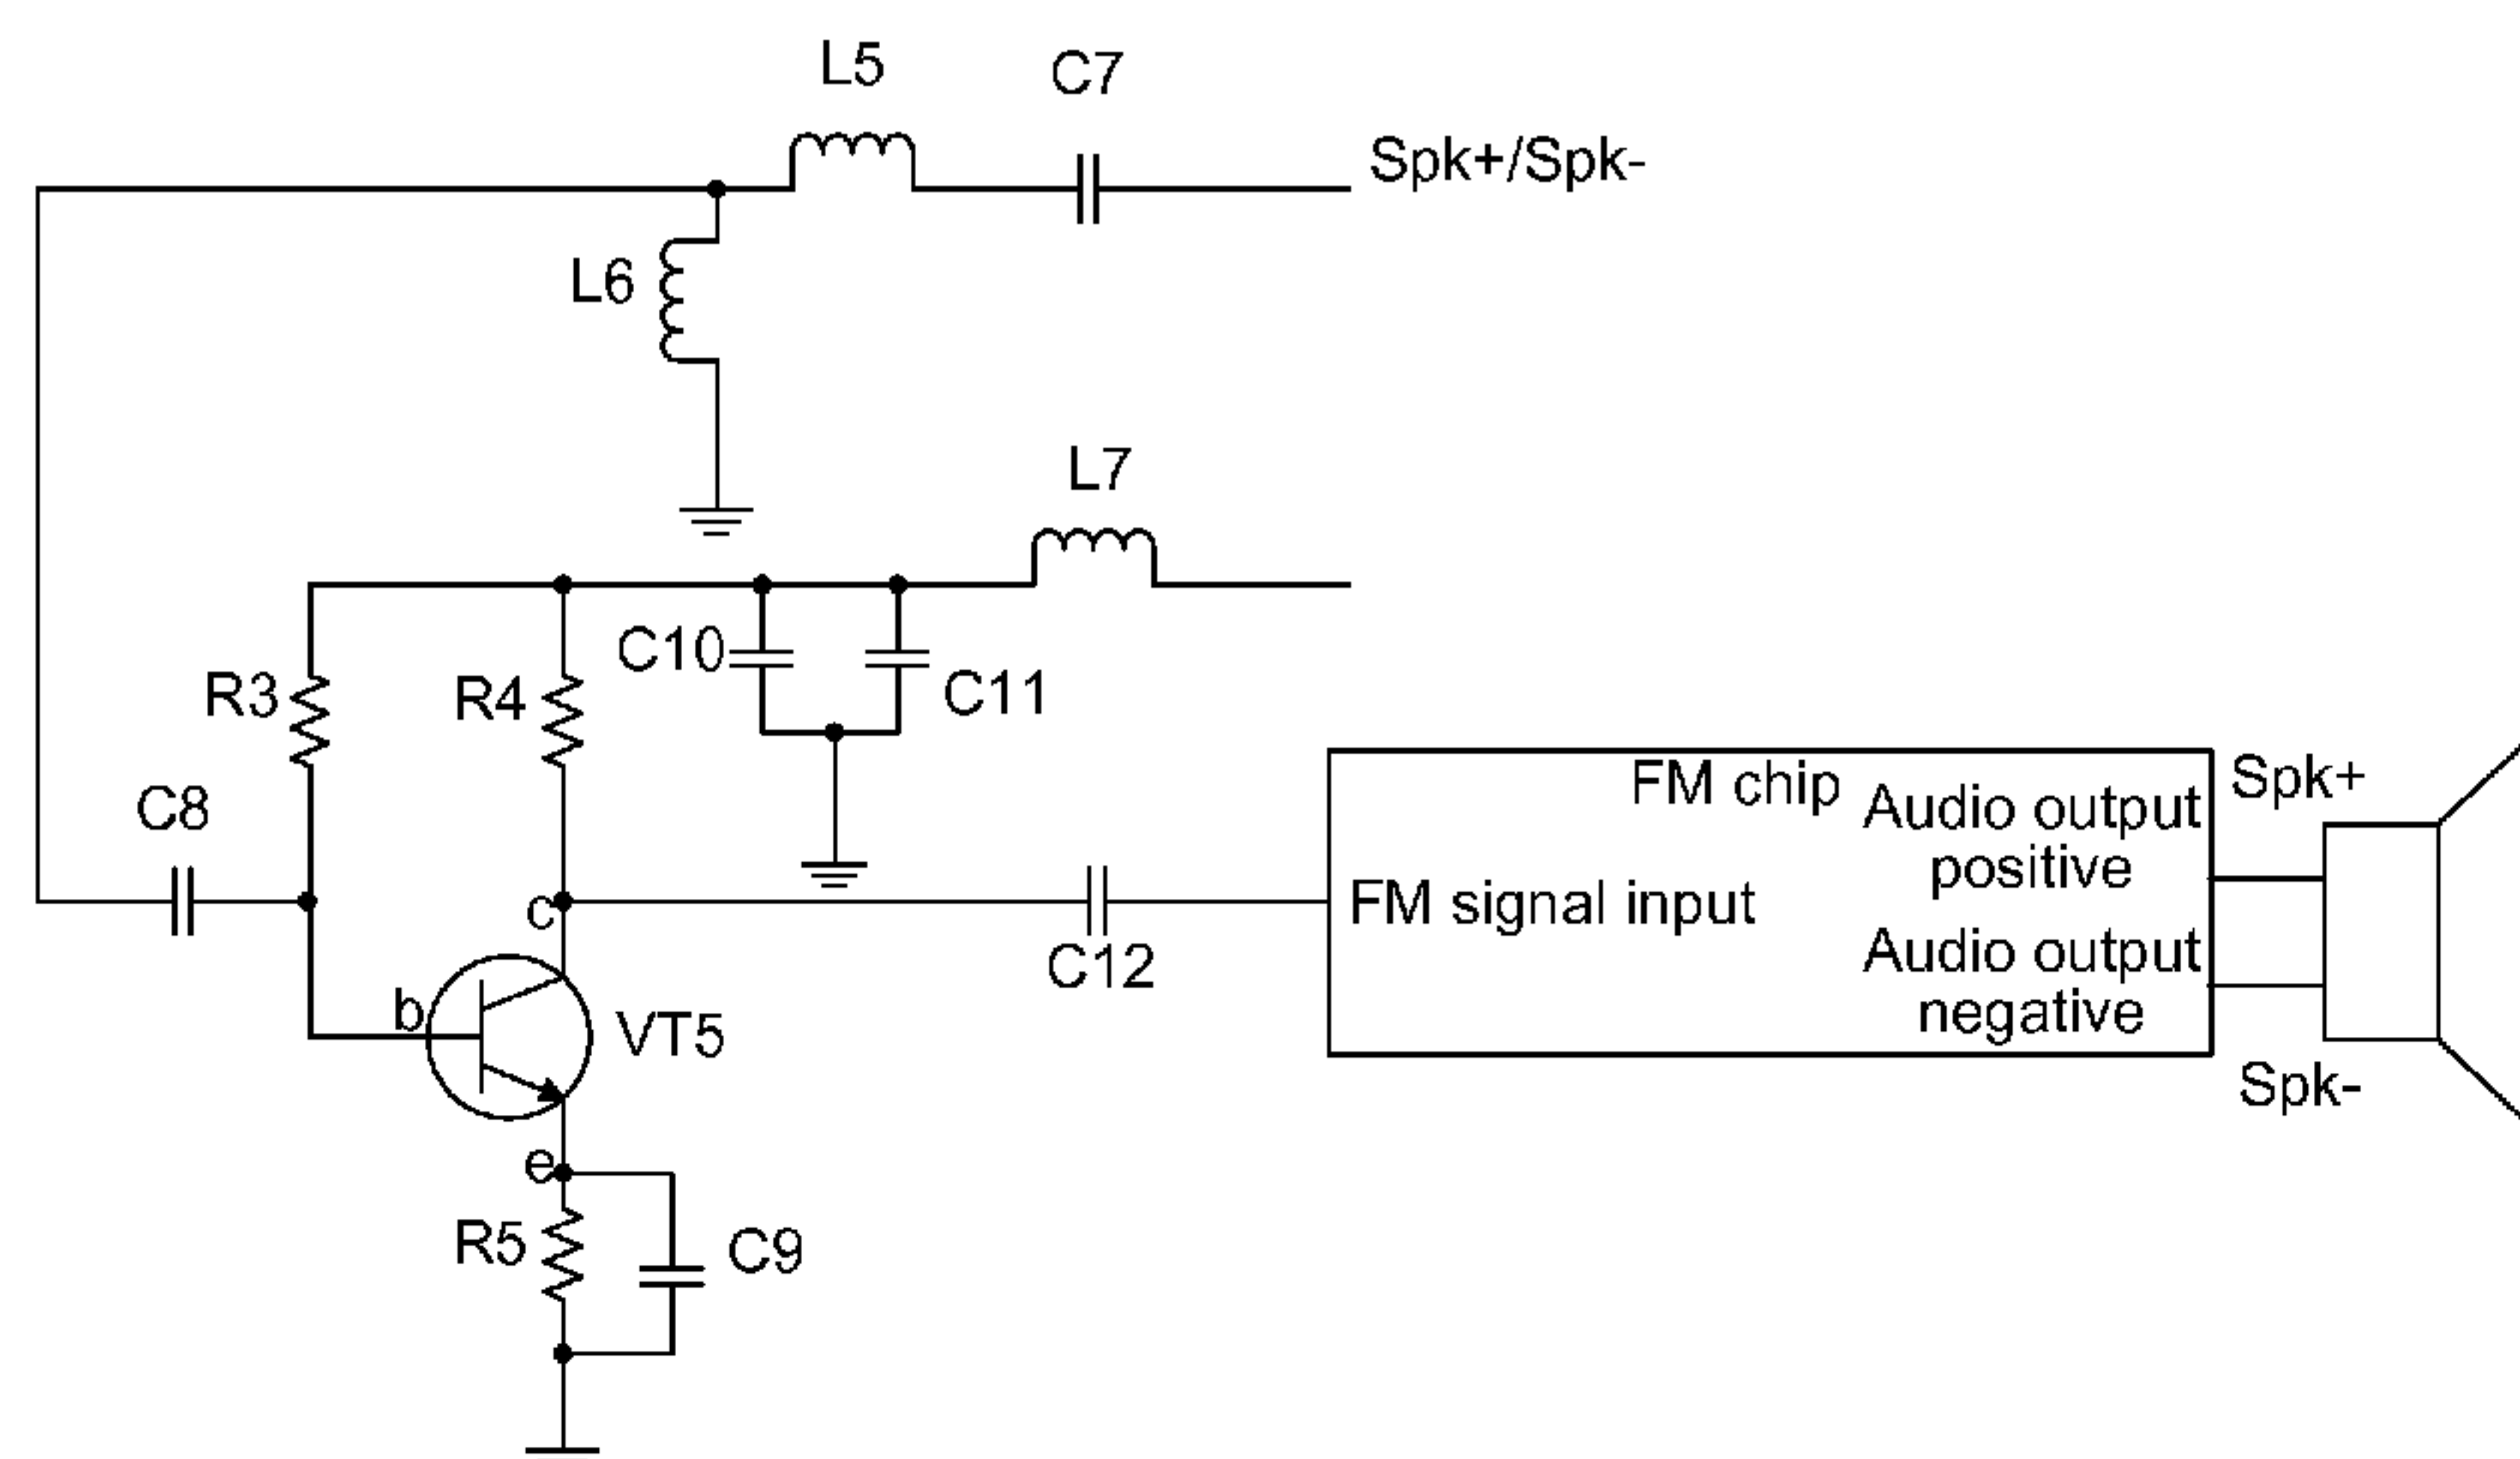 L5
C7
Spk+/Spk-
L6
L7
C10
C11
R3
R4
C8
FM chip
Spk+
Audio output
positive
c
FM signal input
C12
Audio output
negative
b
VT5
Spk-
e
R5
C9